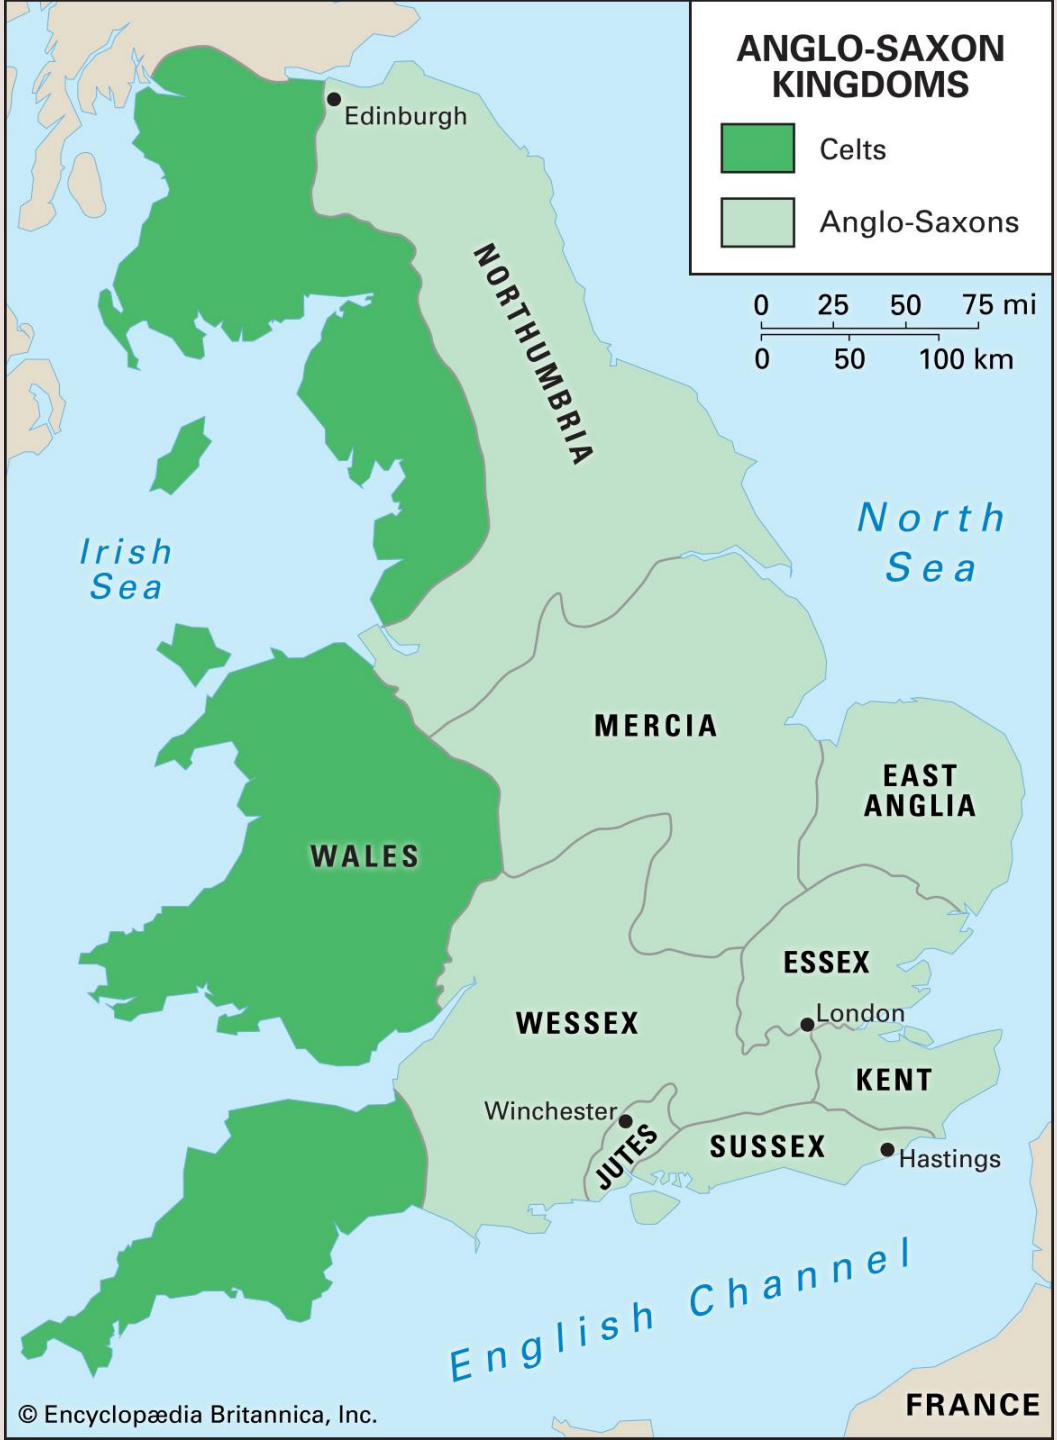 ANGLO-SAXON
KINGDOMS
Celts
Anglo-Saxons
0 25 50 75 mi
0 50 100 km
Edinburgh
NORTHUMBRIA
North
Sea
Irish
Sea
MERCIA
EAST
ANGLIA
WALES
ESSEX
London
WESSEX
KENT
Winchester
JUTES
SUSSEX
Hastings
English Channel
FRANCE
© Encyclopædia Britannica, Inc.